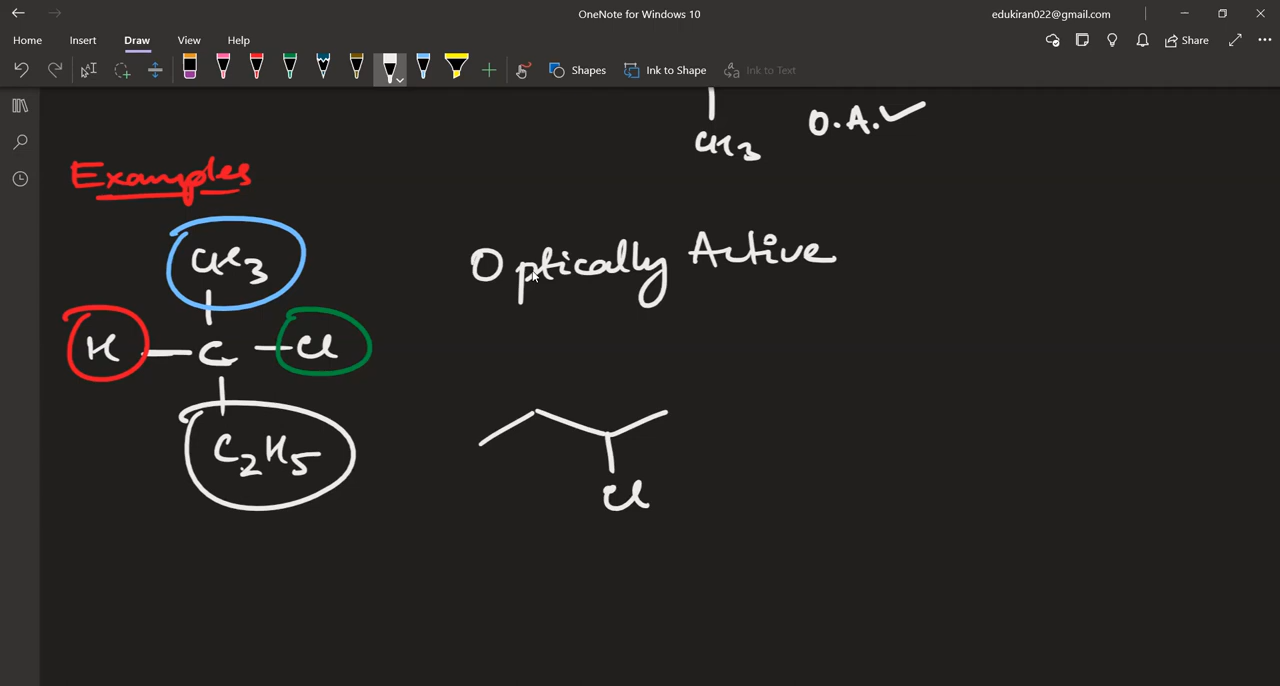 OneNote for Windows 10
edukiran022@gmail.com
Home Insert Draw View Help
Share
Shapes
Ink to Shape
Ink to Text
CH3
O.A.
Examples
CH3
Optically Active
H C Cl
C2H5
Cl